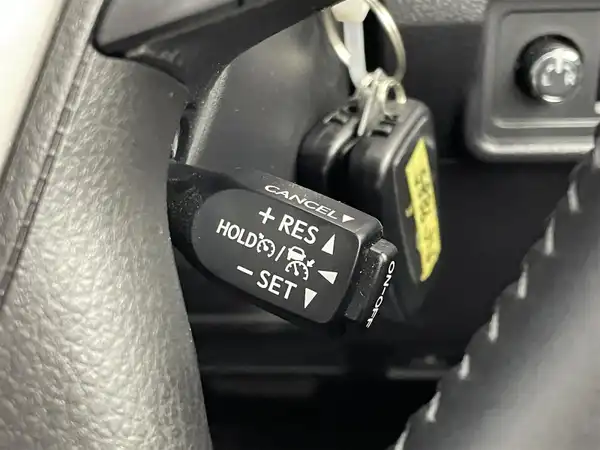 CANCEL▼
+ RES▲
HOLD / ◀
− SET▼
ON-OFF